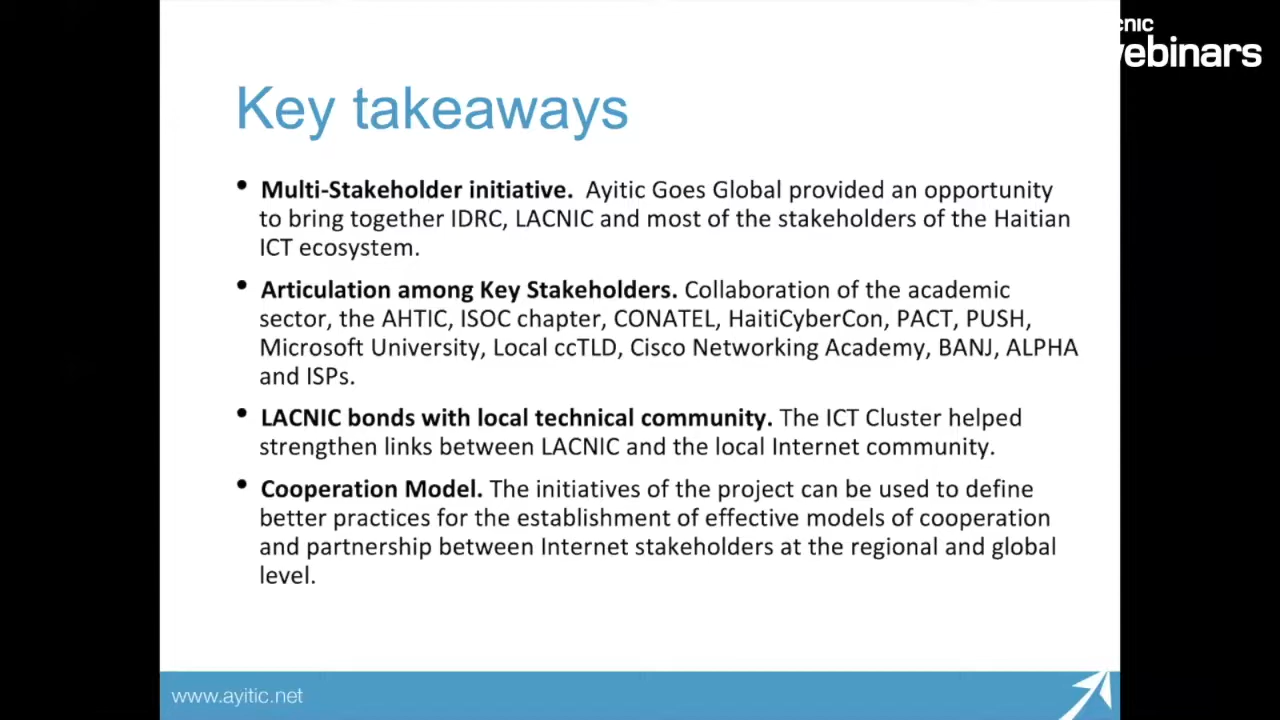 cnic
webinars
Key takeaways
• Multi-Stakeholder initiative. Ayitic Goes Global provided an opportunity
to bring together IDRC, LACNIC and most of the stakeholders of the Haitian
ICT ecosystem.
• Articulation among Key Stakeholders. Collaboration of the academic
sector, the AHTIC, ISOC chapter, CONATEL, HaitiCyberCon, PACT, PUSH,
Microsoft University, Local ccTLD, Cisco Networking Academy, BANJ, ALPHA
and ISPs.
• LACNIC bonds with local technical community. The ICT Cluster helped
strengthen links between LACNIC and the local Internet community.
• Cooperation Model. The initiatives of the project can be used to define
better practices for the establishment of effective models of cooperation
and partnership between Internet stakeholders at the regional and global
level.
www.ayitic.net